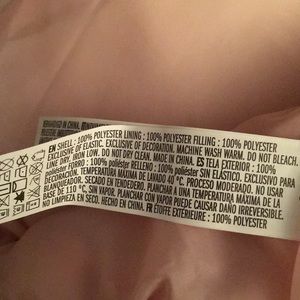 EN SHELL : 100% POLYESTER LINING : 100% POLYESTER FILLING : 100% POLYESTER
EXCLUSIVE OF ELASTIC. EXCLUSIVE OF DECORATION. MACHINE WASH WARM. DO NOT BLEACH.
LINE DRY. IRON LOW. DO NOT DRY CLEAN. MADE IN CHINA. ES TELA EXTERIOR : 100%
poliéster FORRO : 100% poliéster RELLENO : 100% poliéster SIN ELÁSTICO. EXCLUSIVO PARA
DECORACIÓN. TEMPERATURA MÁXIMA DE LAVADO 40 °C. PROCESO MODERADO. NO USAR
BLANQUEADOR. SECADO EN TENDEDERO. PLANCHAR A TEMPERATURA MÁXIMA DE LA
BASE DE 110 °C. SIN VAPOR. PLANCHAR CON VAPOR PUEDE CAUSAR DAÑO IRREVERSIBLE.
NO LIMPIEZA EN SECO. HECHO EN CHINA. FR ÉTOFFE EXTÉRIEURE : 100% POLYESTER